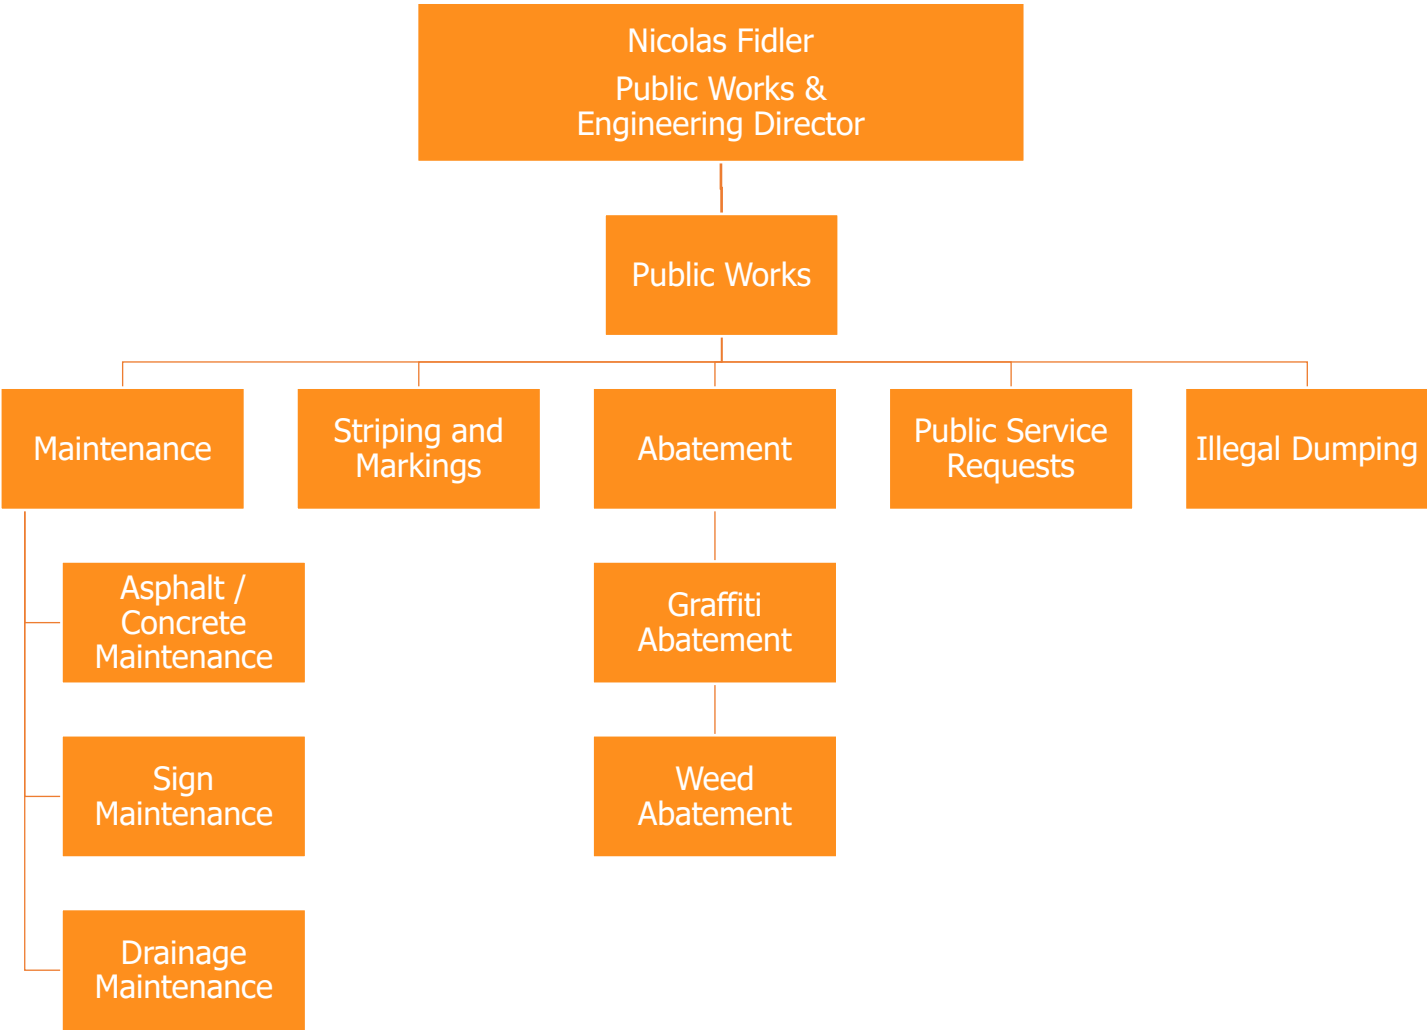 Nicolas Fidler
Public Works &
Engineering Director
Public Works
Maintenance
Striping and
Markings
Abatement
Public Service
Requests
Illegal Dumping
Asphalt /
Concrete
Maintenance
Graffiti
Abatement
Sign
Maintenance
Weed
Abatement
Drainage
Maintenance